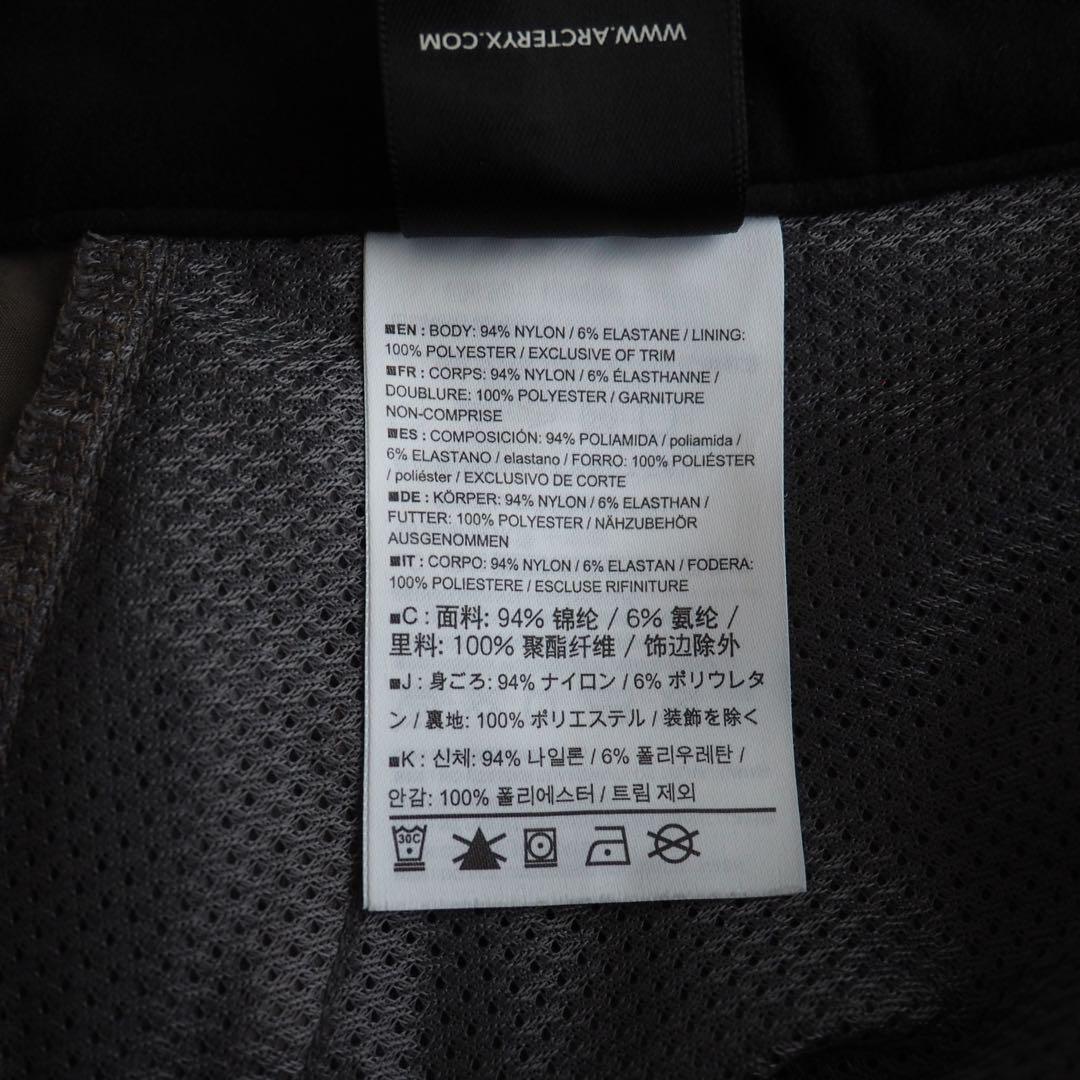 WWW.ARCTERYX.COM
EN : BODY: 94% NYLON / 6% ELASTANE / LINING:
100% POLYESTER / EXCLUSIVE OF TRIM
FR : CORPS: 94% NYLON / 6% ÉLASTHANNE /
DOUBLURE: 100% POLYESTER / GARNITURE
NON-COMPRISE
ES : COMPOSICIÓN: 94% POLIAMIDA / poliamida /
6% ELASTANO / elastano / FORRO: 100% POLIÉSTER
/ poliéster / EXCLUSIVO DE CORTE
DE : KÖRPER: 94% NYLON / 6% ELASTHAN /
FUTTER: 100% POLYESTER / NÄHZUBEHÖR
AUSGENOMMEN
IT : CORPO: 94% NYLON / 6% ELASTAN / FODERA:
100% POLIESTERE / ESCLUSE RIFINITURE
C : 面料: 94% 锦纶 / 6% 氨纶 /
里料: 100% 聚酯纤维 / 饰边除外
J : 身ごろ: 94% ナイロン / 6% ポリウレタ
ン / 裏地: 100% ポリエステル / 装飾を除く
K : 신체: 94% 나일론 / 6% 폴리우레탄 /
안감: 100% 폴리에스터 / 트림 제외
30C